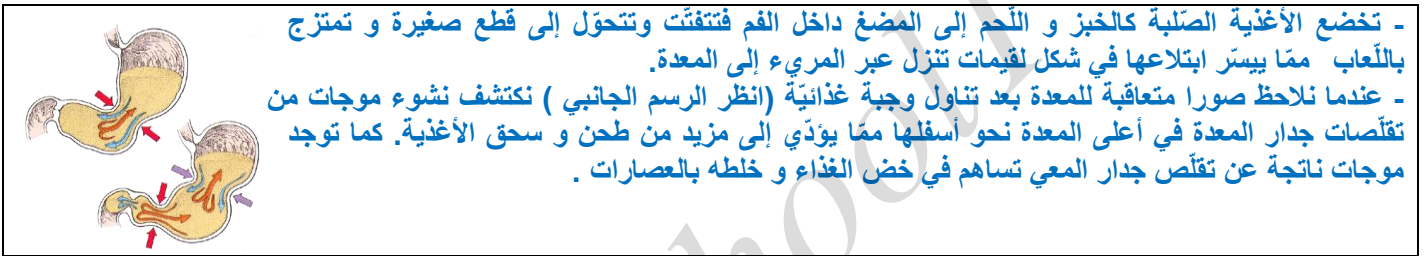 - تخضع الأغذية الصّلبة كالخبز و اللّحم إلى المضغ داخل الفم فتتفتّت وتتحوّل إلى قطع صغيرة و تمتزج
باللّعاب ممّا ييسّر ابتلاعها في شكل لقيمات تنزل عبر المريء إلى المعدة.
- عندما نلاحظ صورا متعاقبة للمعدة بعد تناول وجبة غذائيّة (انظر الرسم الجانبي ) نكتشف نشوء موجات من
تقلّصات جدار المعدة في أعلى المعدة نحو أسفلها ممّا يؤدّي إلى مزيد من طحن و سحق الأغذية. كما توجد
موجات ناتجة عن تقلّص جدار المعي تساهم في خض الغذاء و خلطه بالعصارات .